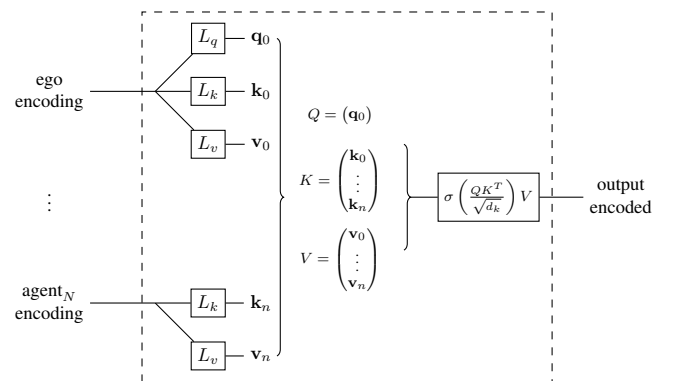 ego
encoding
L_q q_0
L_k k_0
L_v v_0
⋮
agent_N
encoding
L_k k_n
L_v v_n
Q = (q_0)
K = (k_0 ⋮ k_n)
V = (v_0 ⋮ v_n)
σ(QK^T/√d_k) V
output
encoded